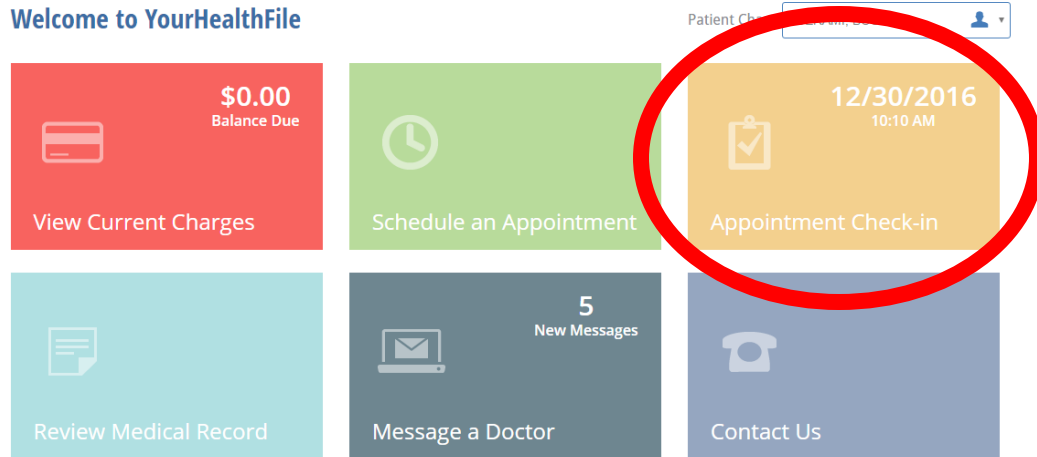 Welcome to YourHealthFile
Patient
$0.00
Balance Due
View Current Charges
Schedule an Appointment
12/30/2016
10:10 AM
Appointment Check-in
Review Medical Record
5
New Messages
Message a Doctor
Contact Us